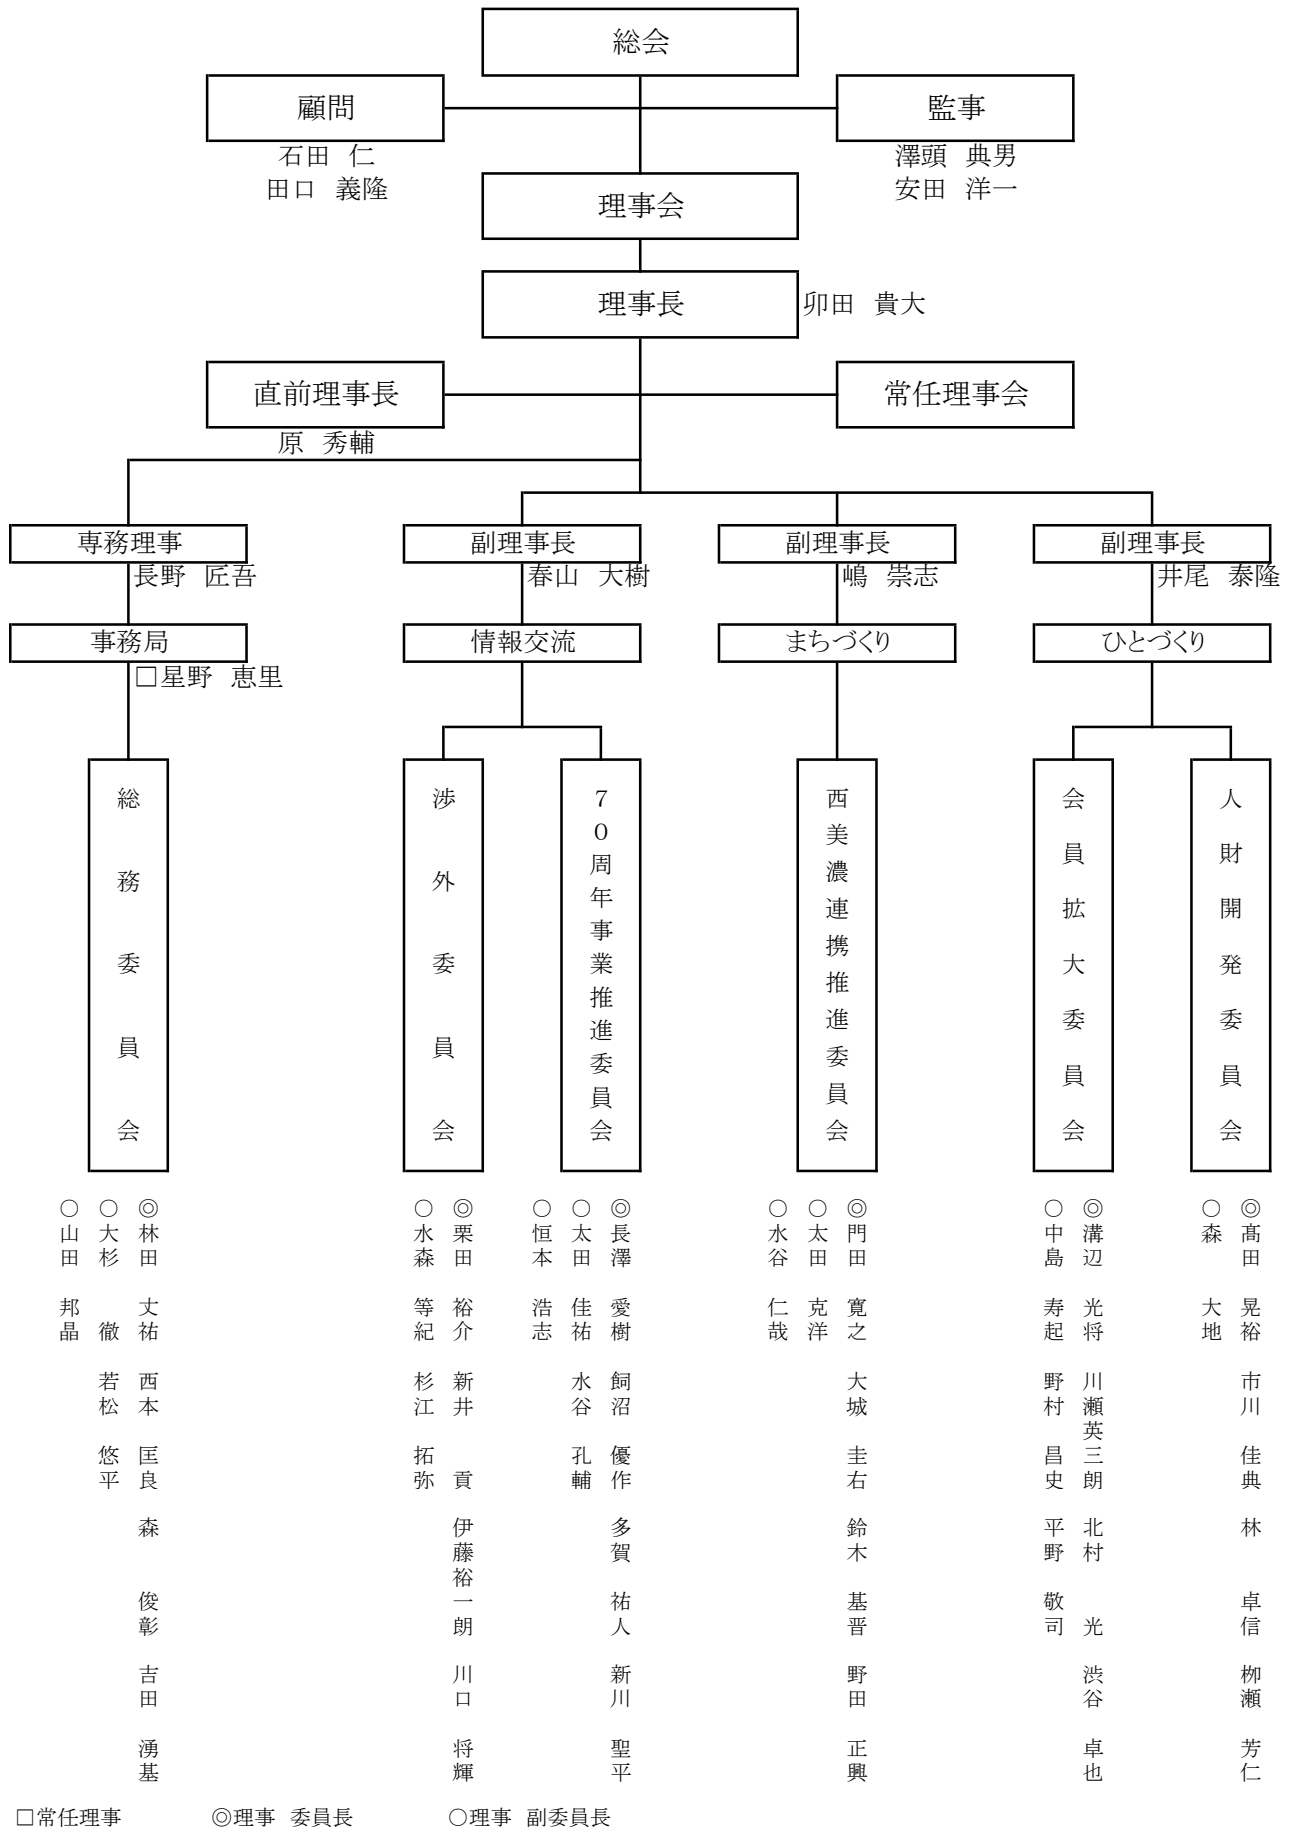 総会
顧問
監事
石田 仁
田口 義隆
澤頭 典男
安田 洋一
理事会
理事長
卯田 貴大
直前理事長
常任理事会
原 秀輔
専務理事
副理事長
副理事長
副理事長
長野 匠吾
春山 大樹
嶋 崇志
井尾 泰隆
事務局
情報交流
まちづくり
ひとづくり
□星野 恵里
総務委員会
渉外委員会
70周年事業推進委員会
西美濃連携推進委員会
会員拡大委員会
人財開発委員会
◎林田 丈祐 西本 匡良 森 俊彰 吉田 湧基
○大杉 徹 若松 悠平
○山田 邦晶
◎栗田 裕介 新井 貢 伊藤裕一朗 川口 将輝
○水森 等紀 杉江 拓弥
◎長澤 愛樹 飼沼 優作 多賀 祐人 新川 聖平
○太田 佳祐 水谷 孔輔
○恒本 浩志
◎門田 寛之 大城 圭右 鈴木 基晋 野田 正興
○太田 克洋
○水谷 仁哉
◎溝辺 光将 川瀬英三朗 北村 光 渋谷 卓也
○中島 寿起 野村 昌史 平野 敬司
◎髙田 晃裕 市川 佳典 林 卓信 栁瀬 芳仁
○森 大地
□常任理事 ◎理事 委員長 ○理事 副委員長